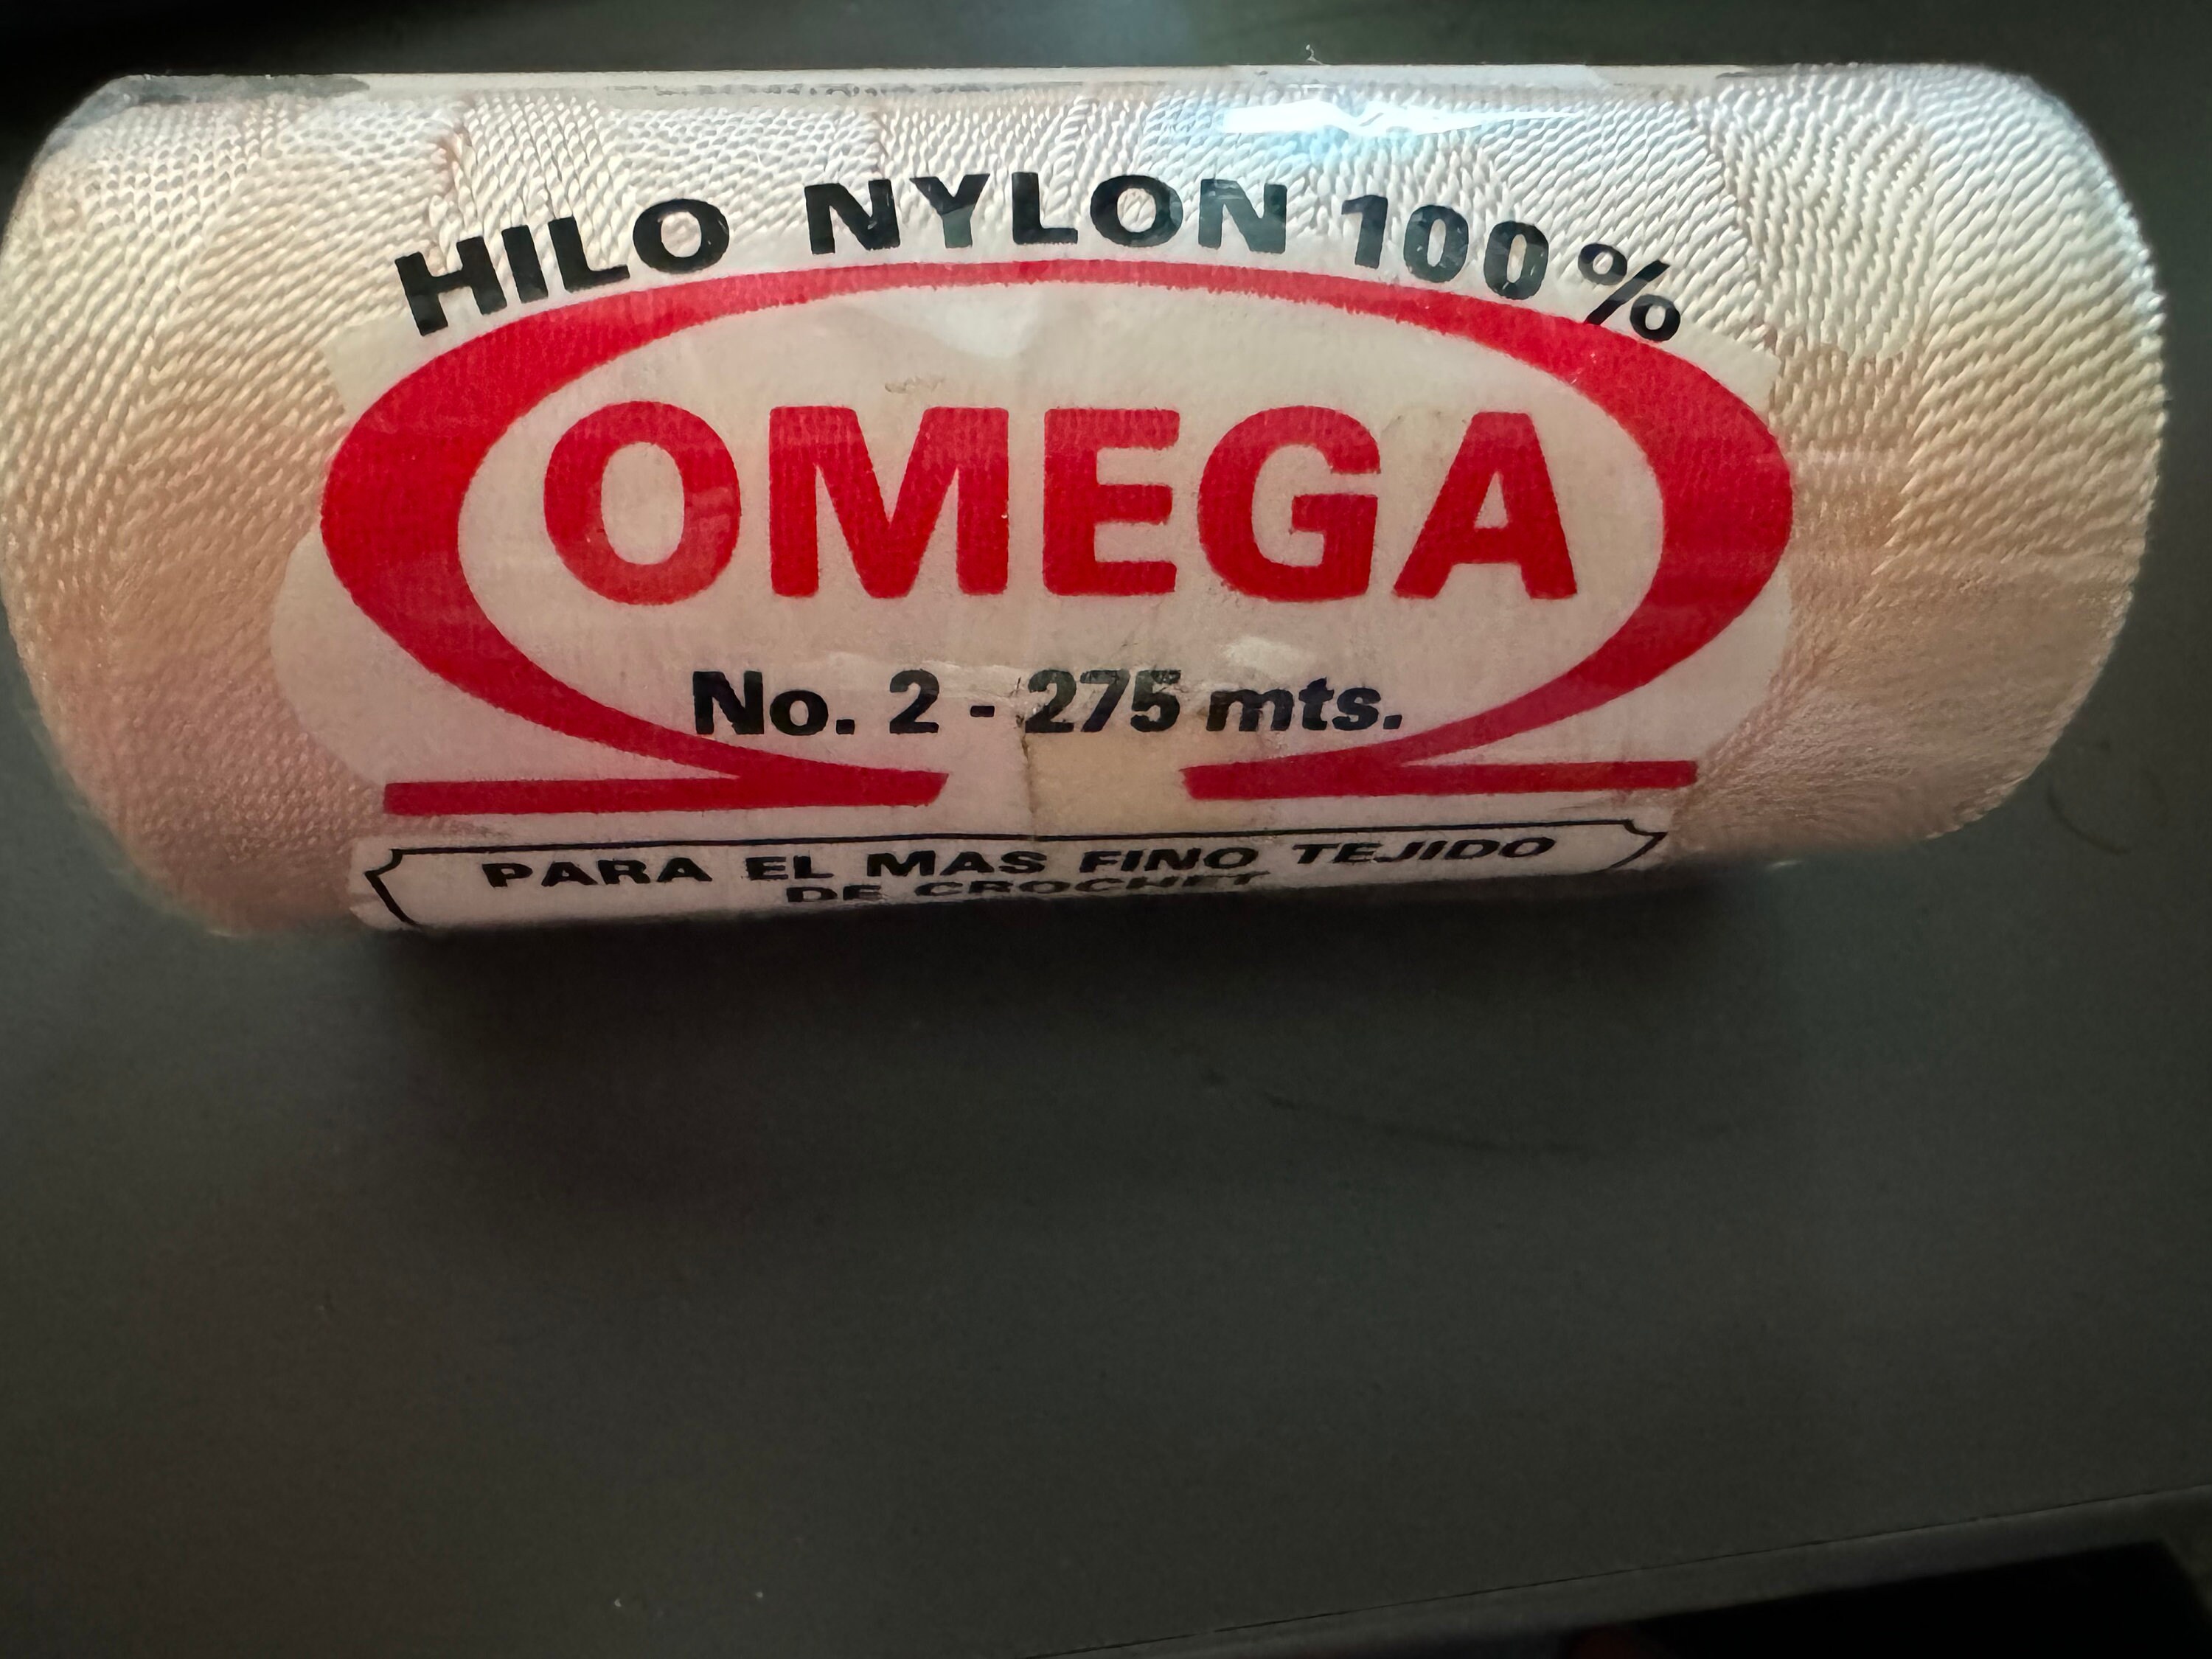 HILO NYLON 100%
OMEGA
No. 2 - 275 mts.
PARA EL MAS FINO TEJIDO
DE CROCHET